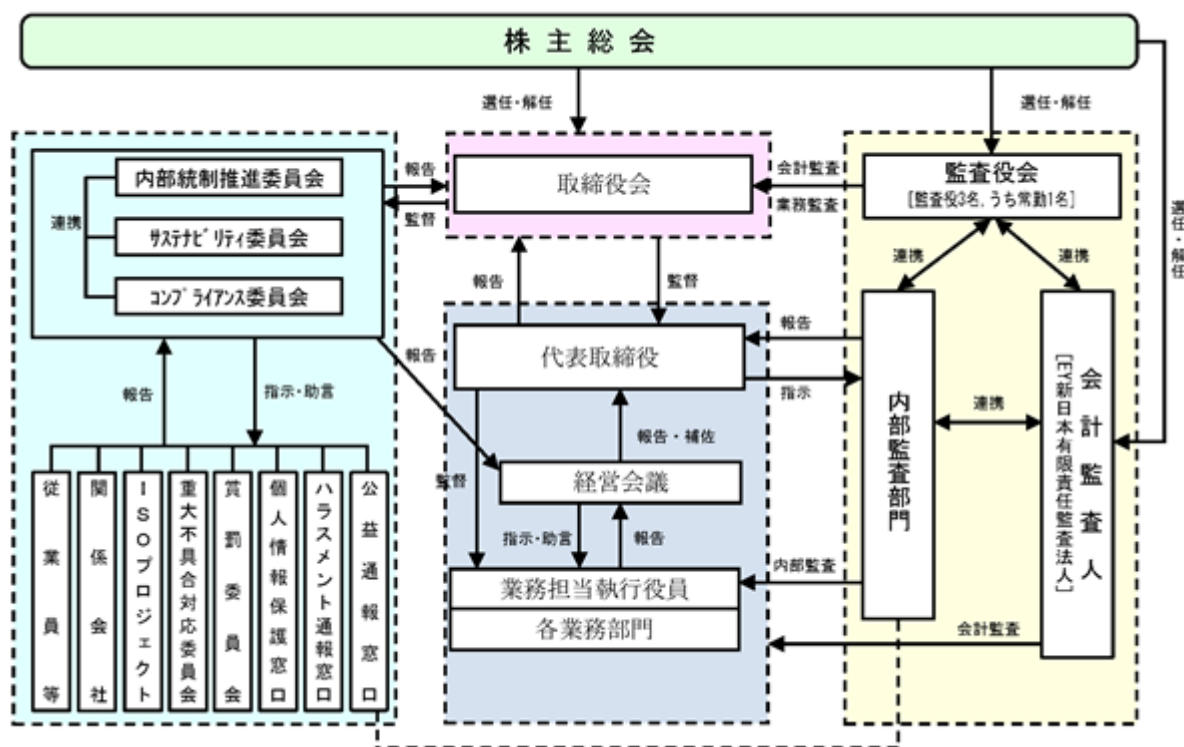 株主総会
選任・解任
選任・解任
選任・解任
内部統制推進委員会
サステナビリティ委員会
コンプライアンス委員会
連携
報告
監督
取締役会
会計監査
業務監査
監査役会
[監査役3名，うち常勤1名]
報告
監督
連携
連携
代表取締役
報告
指示
報告
報告
指示・助言
監督
報告・補佐
経営会議
指示・助言
報告
業務担当執行役員
各業務部門
内部監査
会計監査
内部監査部門
連携
会計監査人
[EY新日本有限責任監査法人]
従業員等
関係会社
ISOプロジェクト
重大不具合対応委員会
賞罰委員会
個人情報保護窓口
ハラスメント通報窓口
公益通報窓口